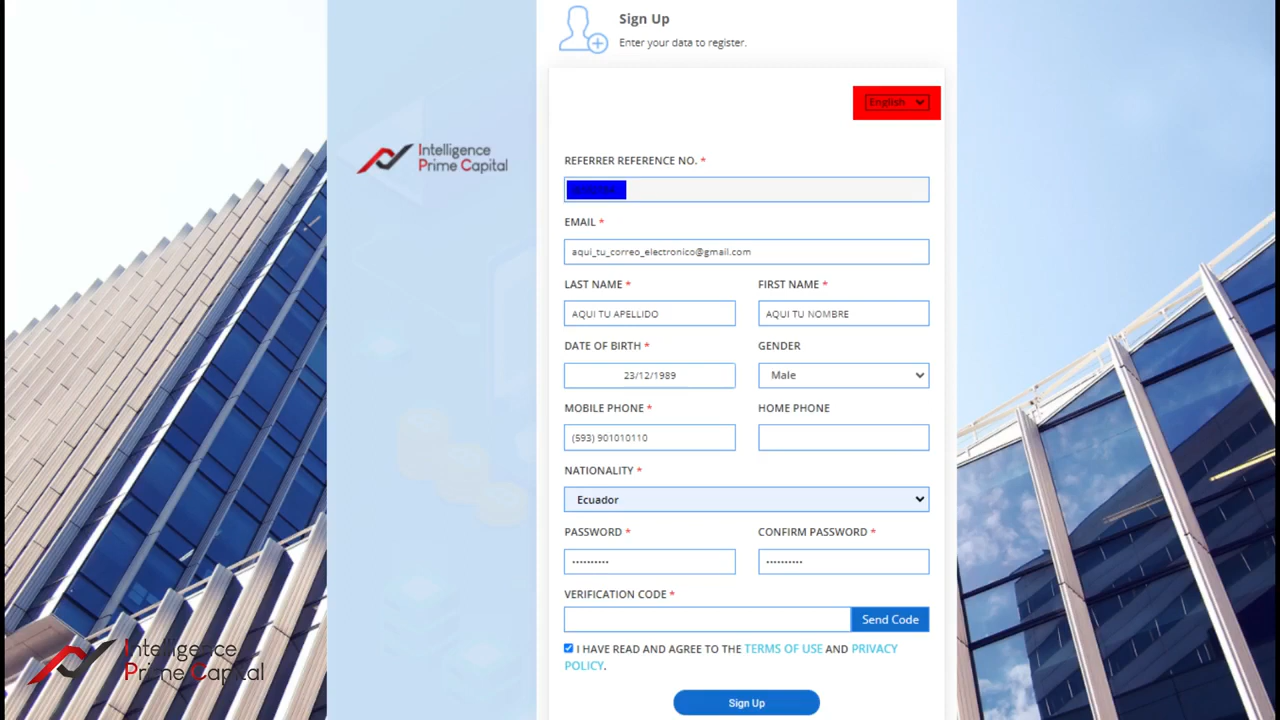 Sign Up
Enter your data to register.
English
Intelligence
Prime Capital
REFERRER REFERENCE NO. *
EMAIL *
aqui_tu_correo_electronico@gmail.com
LAST NAME * FIRST NAME *
AQUI TU APELLIDO AQUI TU NOMBRE
DATE OF BIRTH * GENDER
23/12/1989 Male
MOBILE PHONE * HOME PHONE
(593) 901010110
NATIONALITY *
Ecuador
PASSWORD * CONFIRM PASSWORD *
•••••••••• ••••••••••
VERIFICATION CODE *
Send Code
I HAVE READ AND AGREE TO THE TERMS OF USE AND PRIVACY
POLICY.
Sign Up
Intelligence
Prime Capital